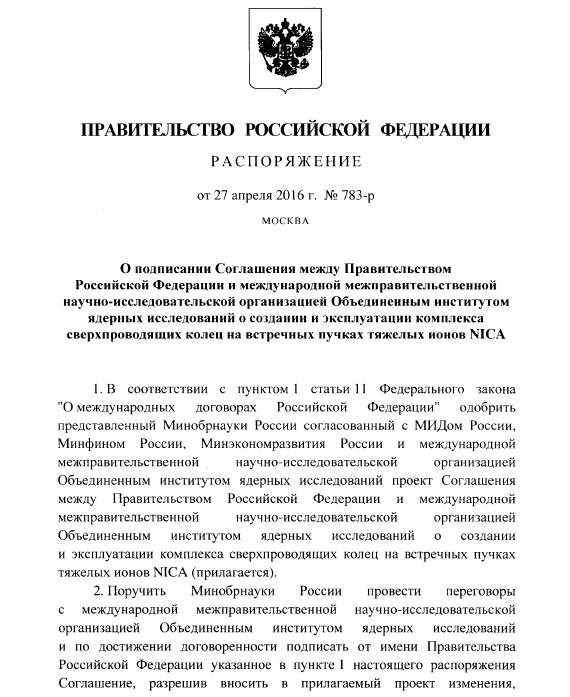 ПРАВИТЕЛЬСТВО РОССИЙСКОЙ ФЕДЕРАЦИИ
РАСПОРЯЖЕНИЕ
от 27 апреля 2016 г. № 783-р
МОСКВА
О подписании Соглашения между Правительством
Российской Федерации и международной межправительственной
научно-исследовательской организацией Объединенным институтом
ядерных исследований о создании и эксплуатации комплекса
сверхпроводящих колец на встречных пучках тяжелых ионов NICA
1. В соответствии с пунктом 1 статьи 11 Федерального закона
"О международных договорах Российской Федерации" одобрить
представленный Минобрнауки России согласованный с МИДом России,
Минфином России, Минэкономразвития России и международной
межправительственной научно-исследовательской организацией
Объединенным институтом ядерных исследований проект Соглашения
между Правительством Российской Федерации и международной
межправительственной научно-исследовательской организацией
Объединенным институтом ядерных исследований о создании
и эксплуатации комплекса сверхпроводящих колец на встречных пучках
тяжелых ионов NICA (прилагается).
2. Поручить Минобрнауки России провести переговоры
с международной межправительственной научно-исследовательской
организацией Объединенным институтом ядерных исследований
и по достижении договоренности подписать от имени Правительства
Российской Федерации указанное в пункте 1 настоящего распоряжения
Соглашение, разрешив вносить в прилагаемый проект изменения,